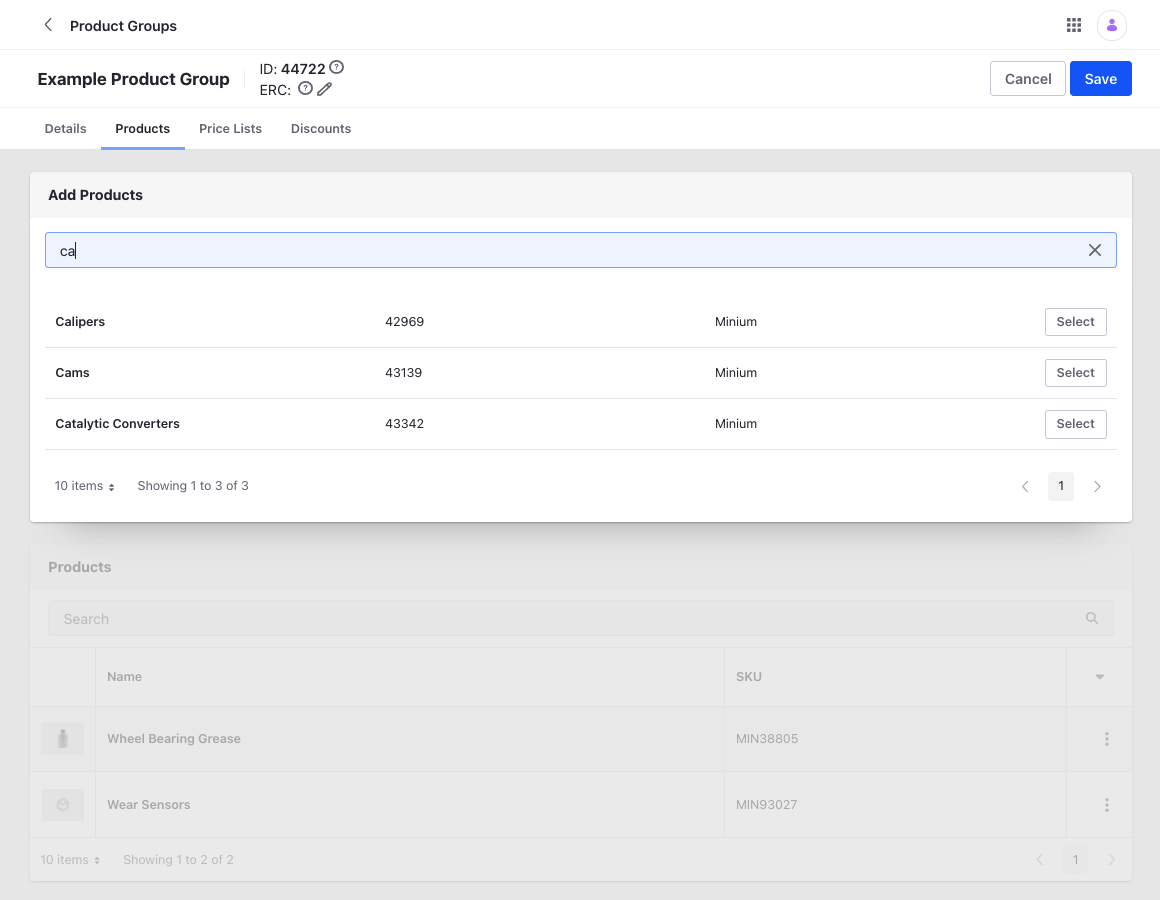 Product Groups
Example Product Group
ID: 44722
ERC:
Cancel
Save
Details
Products
Price Lists
Discounts
Add Products
ca
Calipers 42969 Minium Select
Cams 43139 Minium Select
Catalytic Converters 43342 Minium Select
10 items Showing 1 to 3 of 3 1
Products
Search
Name SKU
Wheel Bearing Grease MIN38805
Wear Sensors MIN93027
10 items Showing 1 to 2 of 2 1